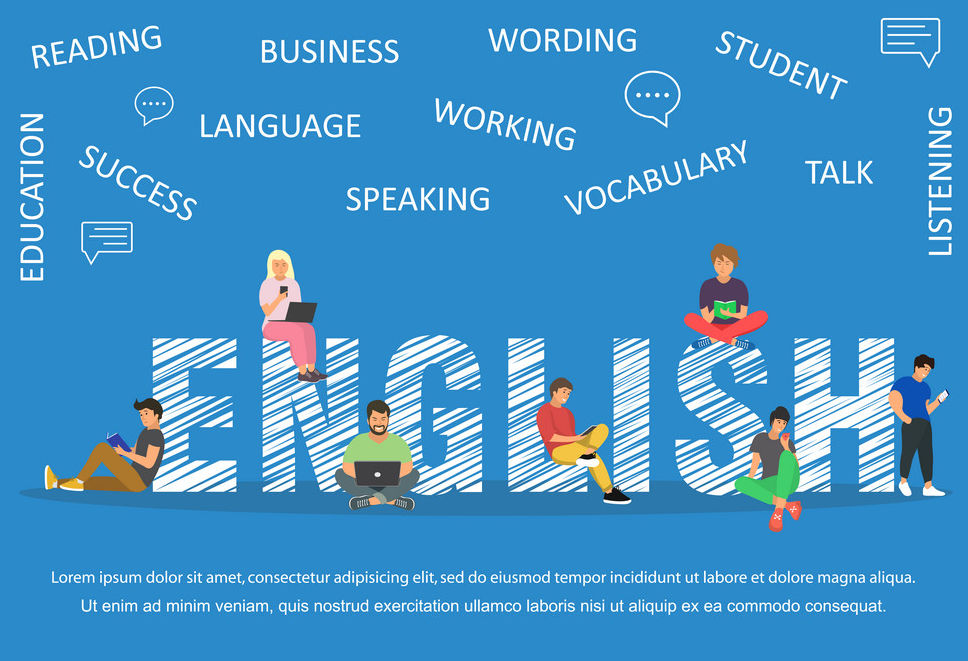 READING
BUSINESS
WORDING
STUDENT
LANGUAGE
WORKING
EDUCATION
SUCCESS
SPEAKING
VOCABULARY
TALK
LISTENING
ENGLISH
Lorem ipsum dolor sit amet, consectetur adipisicing elit, sed do eiusmod tempor incididunt ut labore et dolore magna aliqua.
Ut enim ad minim veniam, quis nostrud exercitation ullamco laboris nisi ut aliquip ex ea commodo consequat.